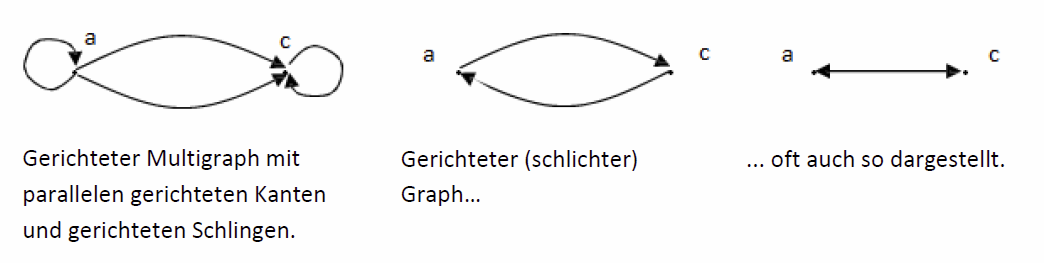 a
c
a
c
a
c
Gerichteter Multigraph mit
parallelen gerichteten Kanten
und gerichteten Schlingen.
Gerichteter (schlichter)
Graph...
... oft auch so dargestellt.